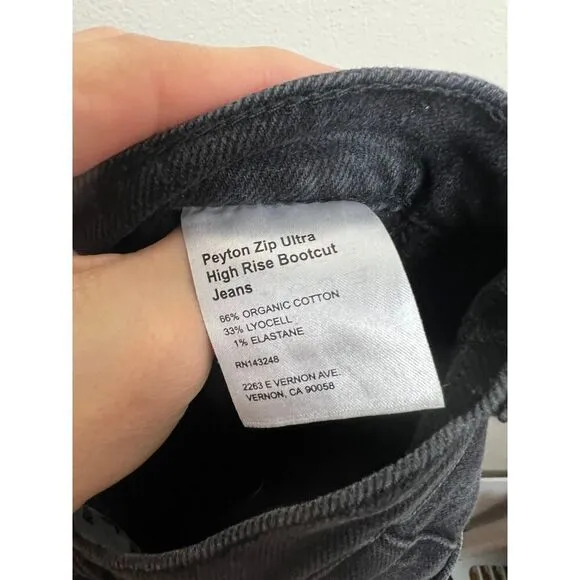 Peyton Zip Ultra
High Rise Bootcut
Jeans
66% ORGANIC COTTON
33% LYOCELL
1% ELASTANE
RN143248
2263 E VERNON AVE.
VERNON, CA 90058